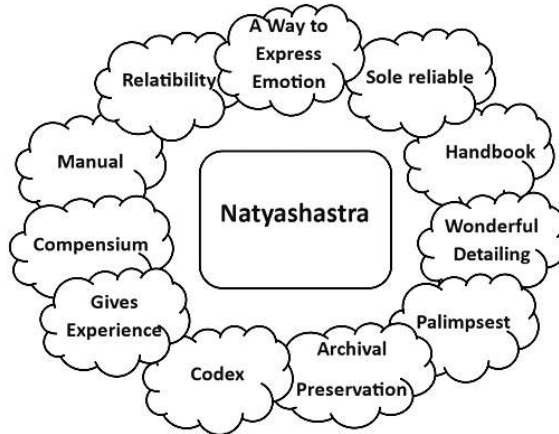 A Way to
Express
Emotion
Relatibility
Sole reliable
Manual
Handbook
Natyashastra
Compensium
Wonderful
Detailing
Gives
Experience
Palimpsest
Codex
Archival
Preservation